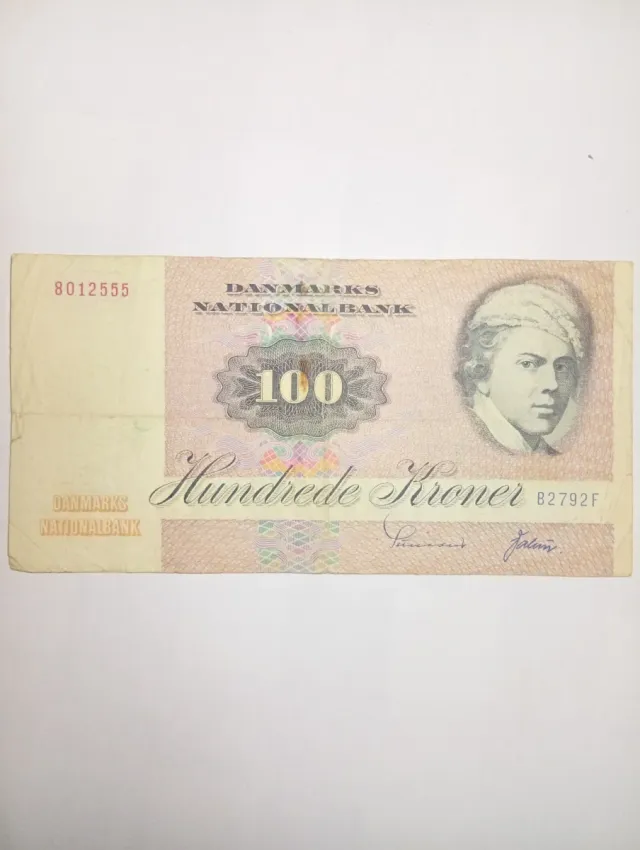 8012555
DANMARKS
NATIONALBANK
100
Hundrede Kroner
B2792F
DANMARKS
NATIONALBANK